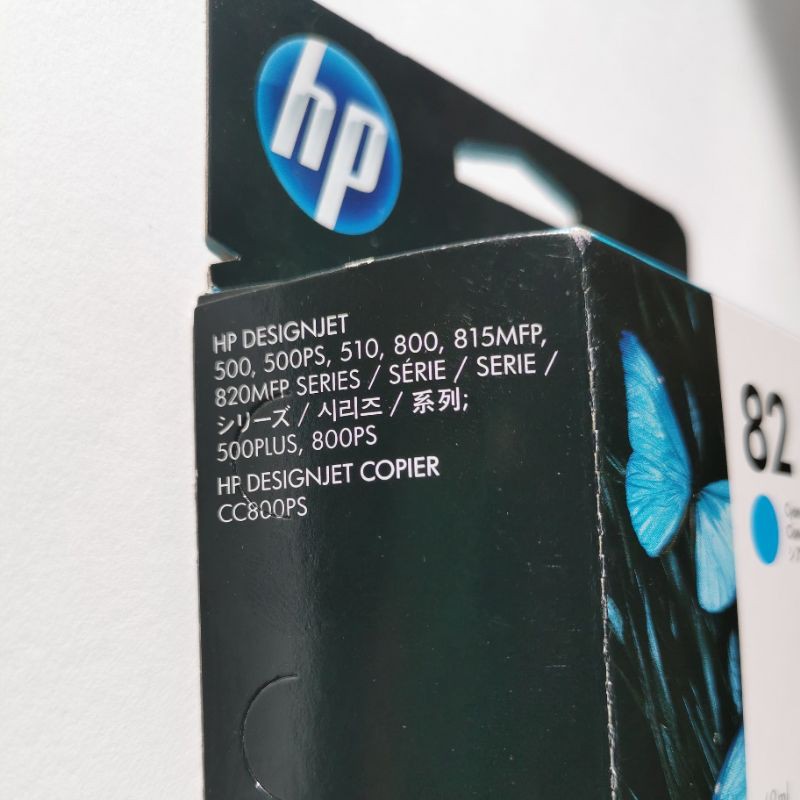 hp
HP DESIGNJET
500, 500PS, 510, 800, 815MFP,
820MFP SERIES / SÉRIE / SERIE /
シリーズ / 시리즈 / 系列;
500PLUS, 800PS
HP DESIGNJET COPIER
CC800PS
82